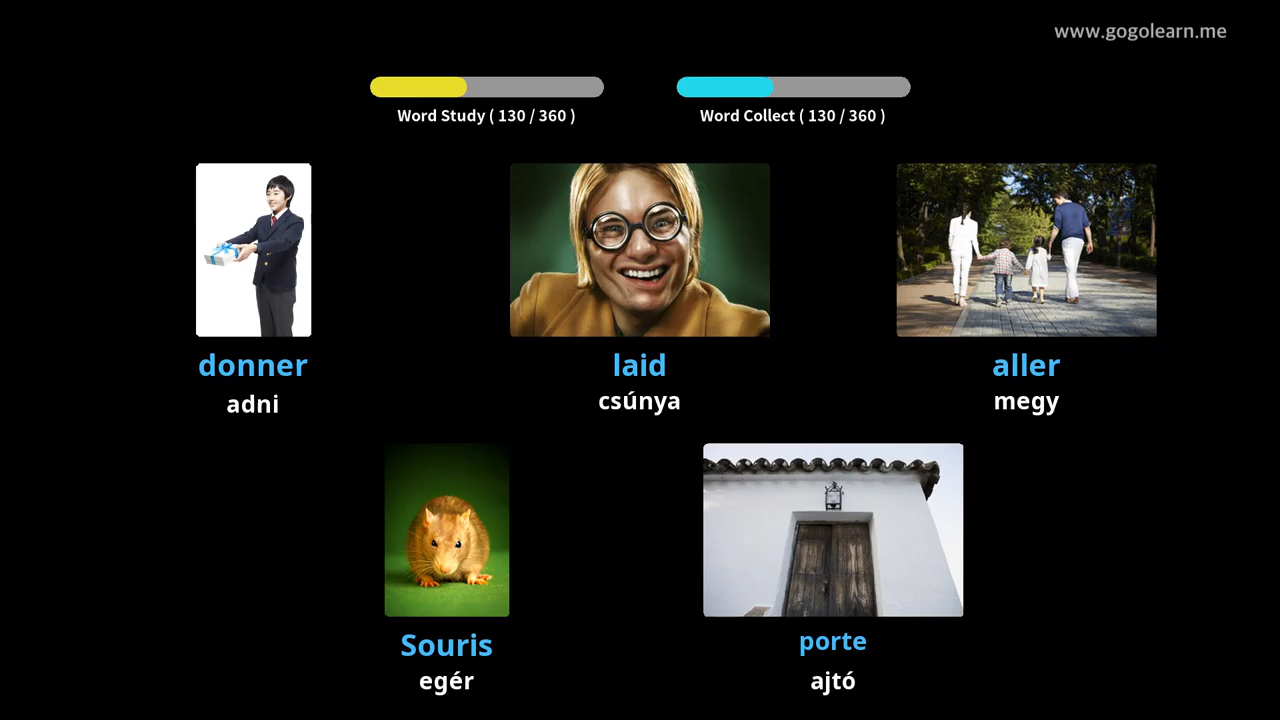 www.gogolearn.me
Word Study ( 130 / 360 )
Word Collect ( 130 / 360 )
donner
adni
laid
csúnya
aller
megy
Souris
egér
porte
ajtó